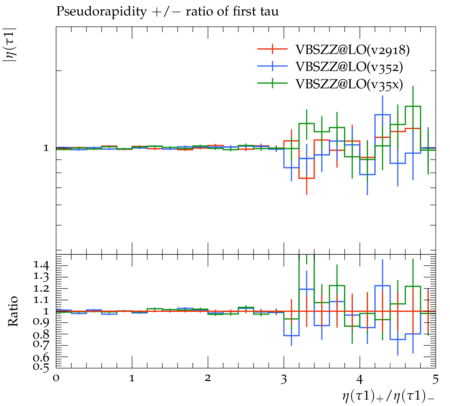 Pseudorapidity +/− ratio of first tau
|η(τ1)
VBSZZ@LO(v2918)
VBSZZ@LO(v352)
VBSZZ@LO(v35x)
1
1.4
1.3
1.2
1.1
1
0.9
0.8
0.7
0.6
0.5
Ratio
0 1 2 3 4 5
η(τ1)₊/η(τ1)₋